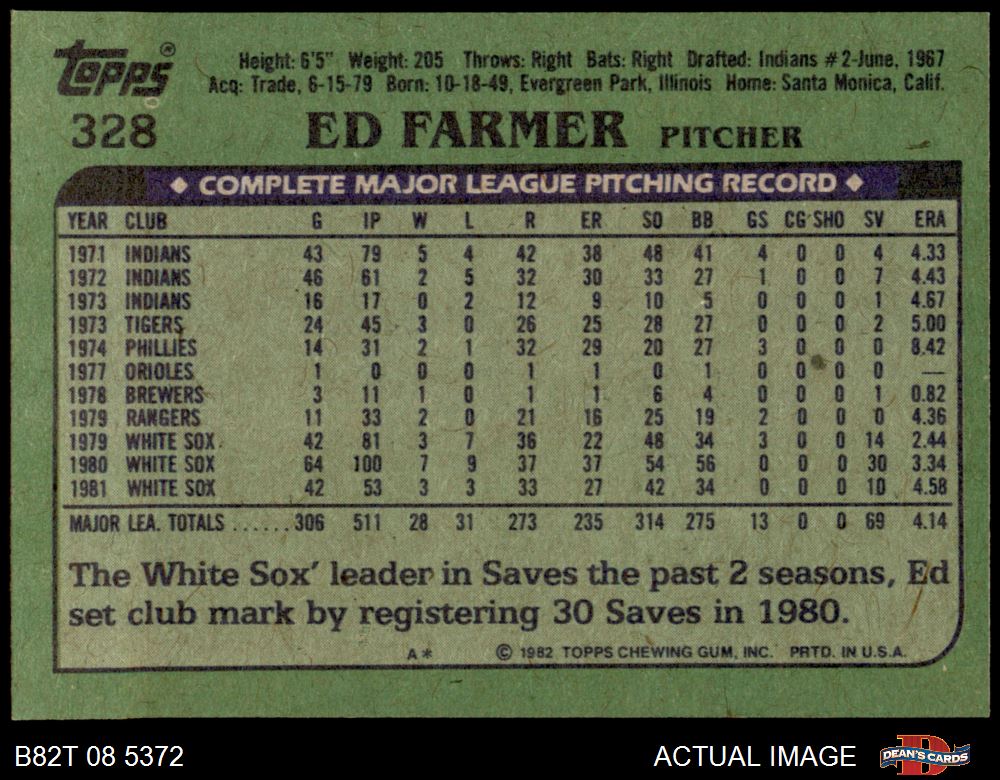 Topps®
Height: 6'5" Weight: 205 Throws: Right Bats: Right Drafted: Indians #2-June, 1967
Acq: Trade, 6-15-79 Born: 10-18-49, Evergreen Park, Illinois Home: Santa Monica, Calif.
328 ED FARMER PITCHER
◆ COMPLETE MAJOR LEAGUE PITCHING RECORD ◆
YEAR CLUB G IP W L R ER SO BB GS CG SHO SV ERA
1971 INDIANS 43 79 5 4 42 38 48 41 4 0 0 4 4.33
1972 INDIANS 46 61 2 5 32 30 33 27 1 0 0 7 4.43
1973 INDIANS 16 17 0 2 12 9 10 5 0 0 0 1 4.67
1973 TIGERS 24 45 3 0 26 25 28 27 0 0 0 2 5.00
1974 PHILLIES 14 31 2 1 32 29 20 27 3 0 0 0 8.42
1977 ORIOLES 1 0 0 0 1 1 0 1 0 0 0 0 —
1978 BREWERS 3 11 1 0 1 1 6 4 0 0 0 1 0.82
1979 RANGERS 11 33 2 0 21 16 25 19 2 0 0 0 4.36
1979 WHITE SOX 42 81 3 7 36 22 48 34 3 0 0 14 2.44
1980 WHITE SOX 64 100 7 9 37 37 54 56 0 0 0 30 3.34
1981 WHITE SOX 42 53 3 3 33 27 42 34 0 0 0 10 4.58
MAJOR LEA. TOTALS ......306 511 28 31 273 235 314 275 13 0 0 69 4.14
The White Sox' leader in Saves the past 2 seasons, Ed
set club mark by registering 30 Saves in 1980.
A* © 1982 TOPPS CHEWING GUM, INC. PRTD. IN U.S.A.
B82T 08 5372 ACTUAL IMAGE DEAN'S CARDS